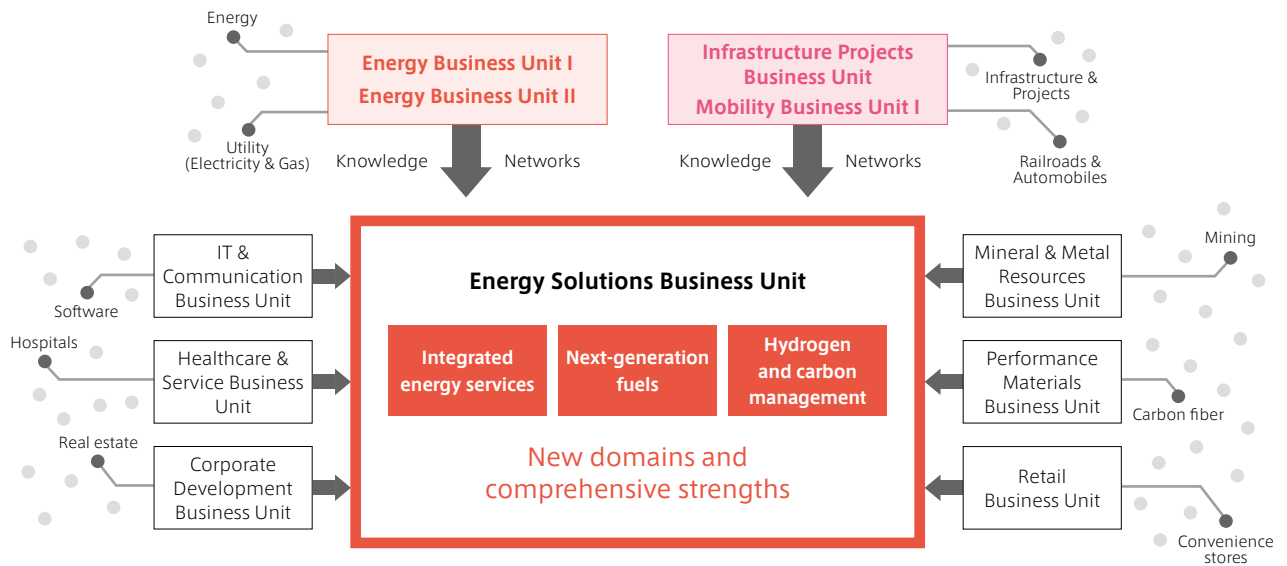 Energy
Energy Business Unit I
Energy Business Unit II
Utility
(Electricity & Gas)
Infrastructure Projects
Business Unit
Mobility Business Unit I
Infrastructure &
Projects
Railroads &
Automobiles
Knowledge
Networks
Knowledge
Networks
IT &
Communication
Business Unit
Software
Hospitals
Healthcare &
Service Business
Unit
Real estate
Corporate
Development
Business Unit
Energy Solutions Business Unit
Integrated
energy services
Next-generation
fuels
Hydrogen
and carbon
management
New domains and
comprehensive strengths
Mineral & Metal
Resources
Business Unit
Mining
Performance
Materials
Business Unit
Carbon fiber
Retail
Business Unit
Convenience
stores